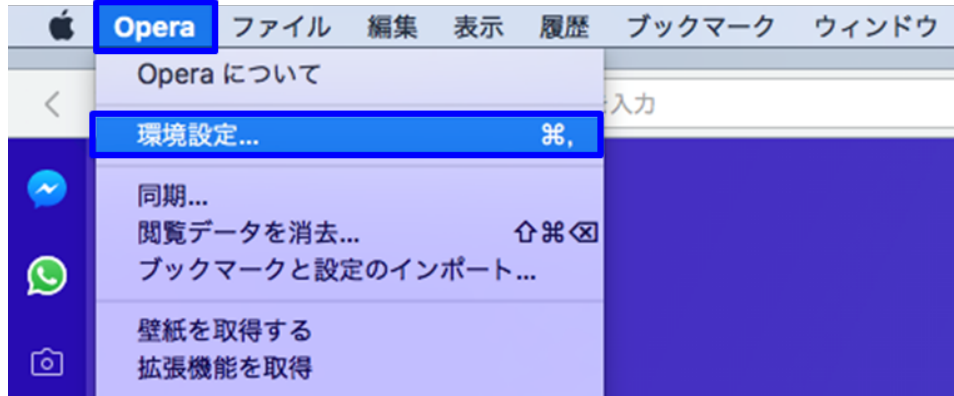 Opera ファイル 編集 表示 履歴 ブックマーク ウィンドウ
Opera について
入力
環境設定... ⌘,
同期...
閲覧データを消去... ⇧⌘⌫
ブックマークと設定のインポート...
壁紙を取得する
拡張機能を取得